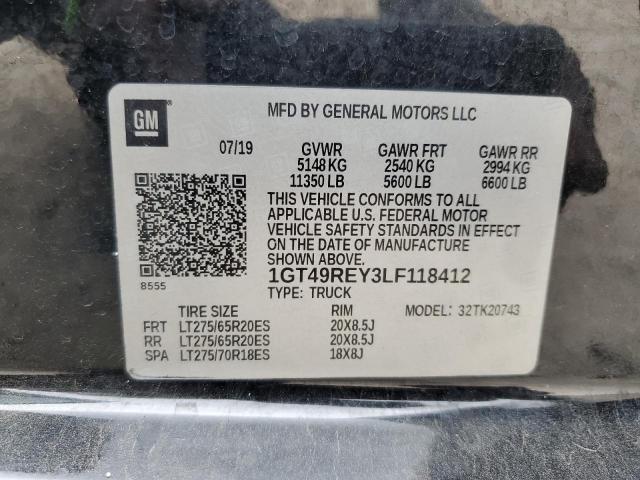 GM
MFD BY GENERAL MOTORS LLC
07/19 GVWR GAWR FRT GAWR RR
5148 KG 2540 KG 2994 KG
11350 LB 5600 LB 6600 LB
THIS VEHICLE CONFORMS TO ALL
APPLICABLE U.S. FEDERAL MOTOR
VEHICLE SAFETY STANDARDS IN EFFECT
ON THE DATE OF MANUFACTURE
SHOWN ABOVE.
8555
1GT49REY3LF118412
TYPE: TRUCK
TIRE SIZE RIM MODEL: 32TK20743
FRT LT275/65R20ES 20X8.5J
RR LT275/65R20ES 20X8.5J
SPA LT275/70R18ES 18X8J